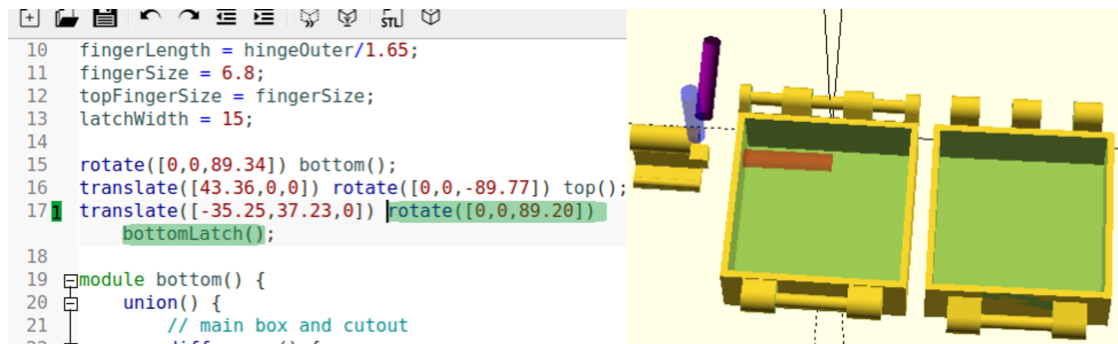 STL
10 fingerLength = hingeOuter/1.65;
11 fingerSize = 6.8;
12 topFingerSize = fingerSize;
13 latchWidth = 15;
14
15 rotate([0,0,89.34]) bottom();
16 translate([43.36,0,0]) rotate([0,0,-89.77]) top();
17 1 translate([-35.25,37.23,0]) rotate([0,0,89.20])
bottomLatch();
18
19 module bottom() {
20 union() {
21 // main box and cutout